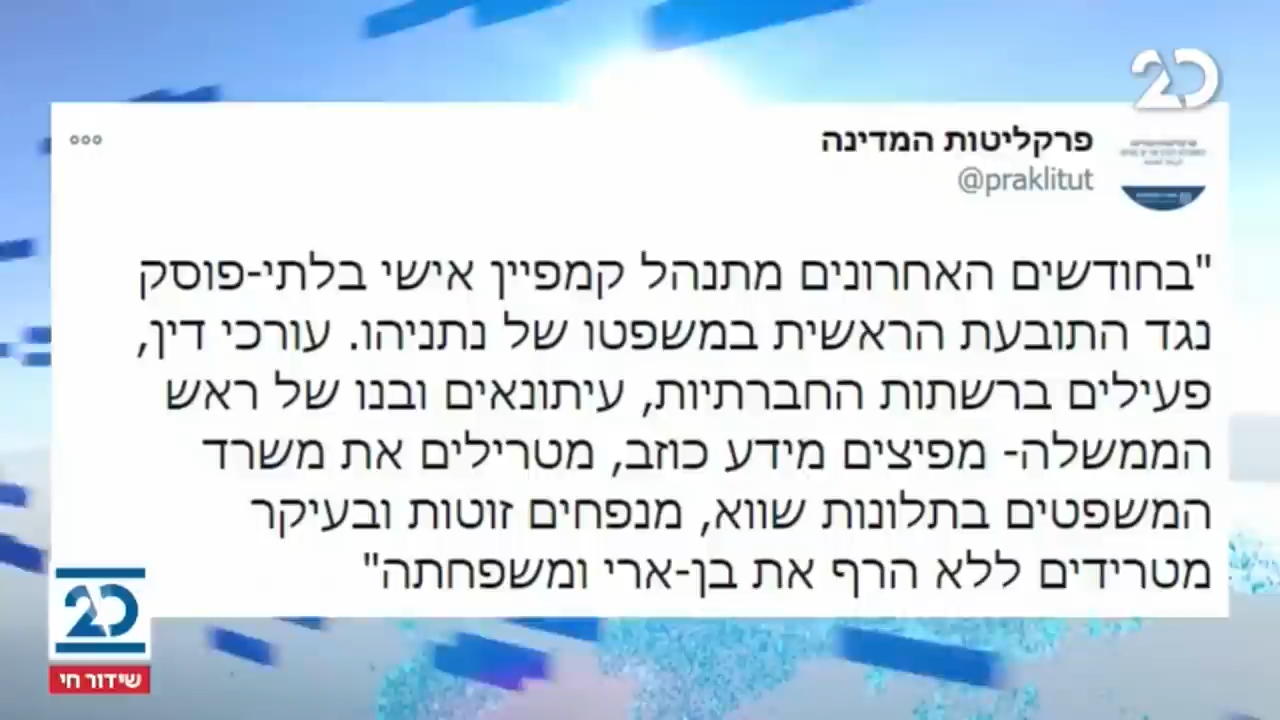 20
פרקליטות המדינה
@praklitut
"בחודשים האחרונים מתנהל קמפיין אישי בלתי-פוסק
נגד התובעת הראשית במשפטו של נתניהו. עורכי דין,
פעילים ברשתות החברתיות, עיתונאים ובנו של ראש
הממשלה- מפיצים מידע כוזב, מטרילים את משרד
המשפטים בתלונות שווא, מנפחים זוטות ובעיקר
מטרידים ללא הרף את בן-ארי ומשפחתה"
20
שידור חי